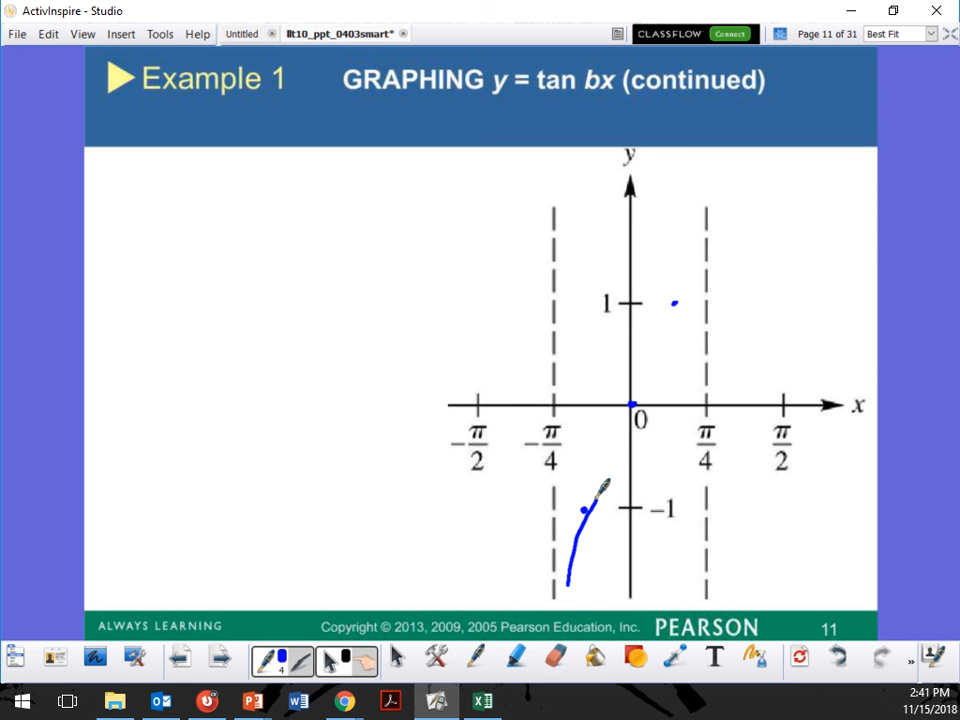 ActivInspire - Studio
File Edit View Insert Tools Help Untitled llt10_ppt_0403smart* CLASSFLOW Connect Page 11 of 31 Best Fit
Example 1 GRAPHING y = tan bx (continued)
y
1
x
0
-π/2 -π/4 π/4 π/2
-1
ALWAYS LEARNING Copyright © 2013, 2009, 2005 Pearson Education, Inc. PEARSON 11
4 T »
2:41 PM
11/15/2018